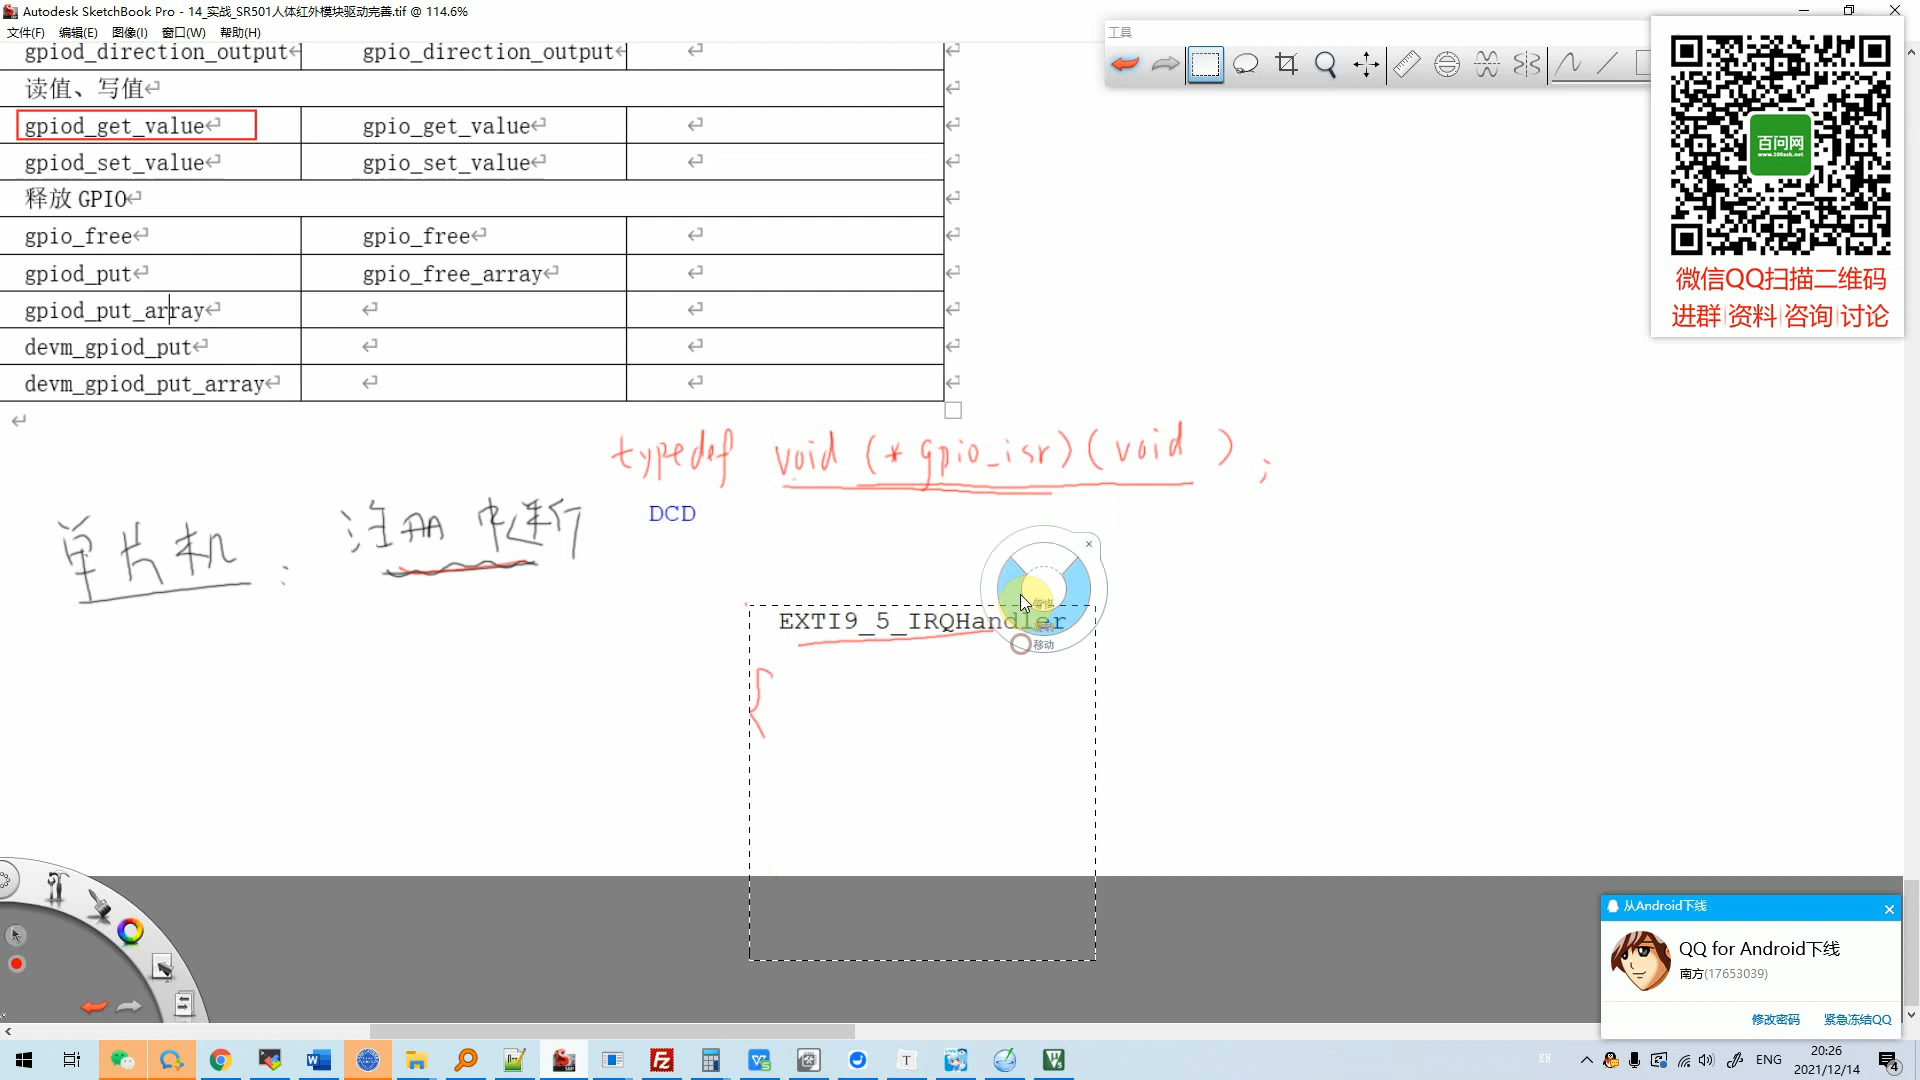 Autodesk SketchBook Pro - 14_实战_SR501人体红外模块驱动完善.tif @ 114.6%
文件(F) 编辑(E) 图像(I) 窗口(W) 帮助(H)
工具
gpiod_direction_output gpio_direction_output
读值、写值
gpiod_get_value gpio_get_value
gpiod_set_value gpio_set_value
释放 GPIO
gpio_free gpio_free
gpiod_put gpio_free_array
gpiod_put_array
devm_gpiod_put
devm_gpiod_put_array
百问网
www.100ask.net
微信QQ扫描二维码
进群 资料 咨询 讨论
typedef void (* gpio_isr)(void );
DCD
单片机: 注册中断
EXTI9_5_IRQHandler
移动
{
从Android下线
QQ for Android下线
南方(17653039)
修改密码 紧急冻结QQ
EN
ENG
20:26
2021/12/14
4